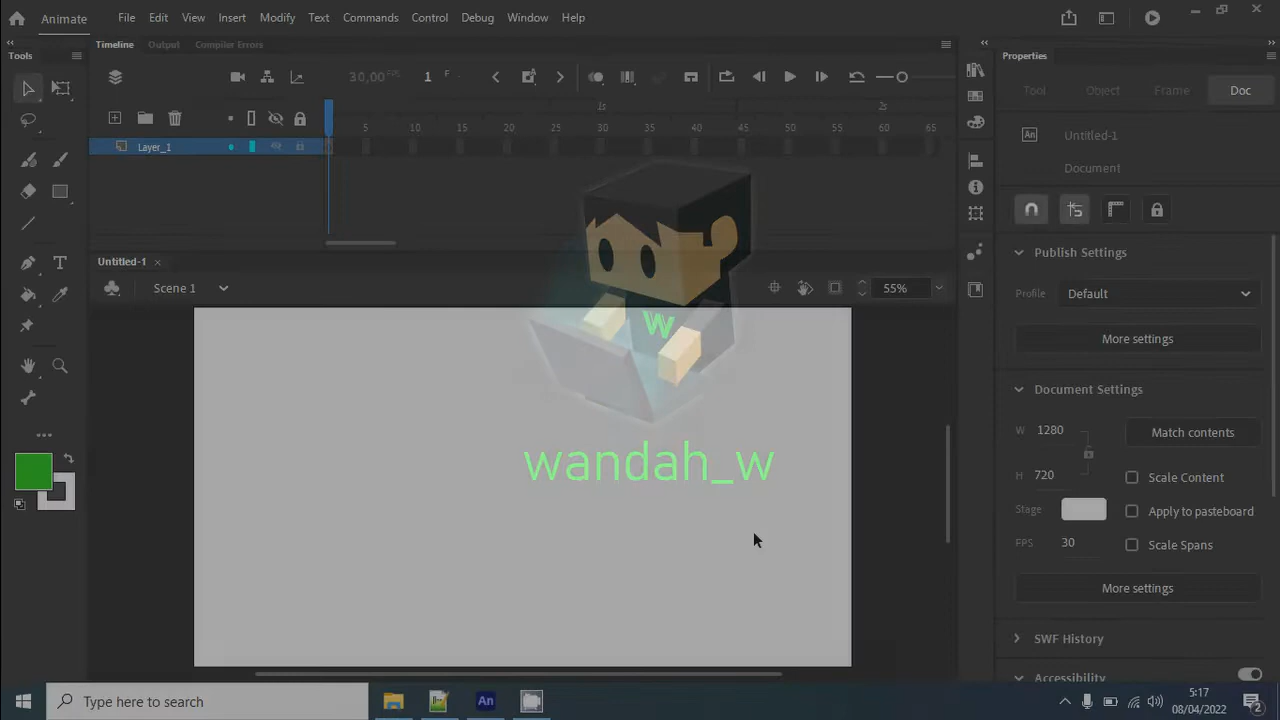 Animate
File Edit View Insert Modify Text Commands Control Debug Window Help
Timeline Output Compiler Errors
Tools
Properties
30,00 FPS 1 F
Tool Object Frame Doc
1s 2s
5 10 15 20 25 30 35 40 45 50 55 60 65
Layer_1
An Untitled-1
Document
Untitled-1 ×
Scene 1 55%
Publish Settings
Profile Default
More settings
Document Settings
W 1280 Match contents
H 720 Scale Content
Stage Apply to pasteboard
FPS 30 Scale Spans
More settings
SWF History
Accessibility
W
wandah_w
Type here to search
An
5:17
08/04/2022
2